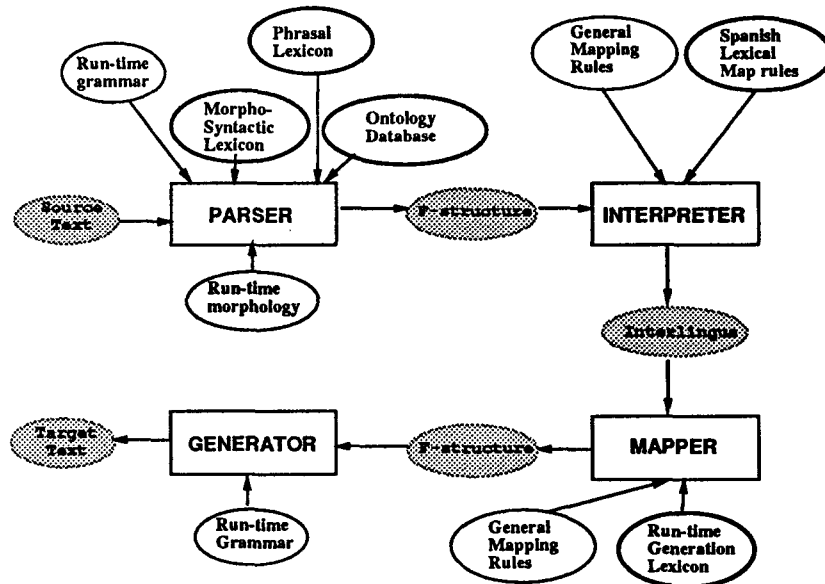 Phrasal
Lexicon
Run-time
grammar
Morpho-
Syntactic
Lexicon
Ontology
Database
General
Mapping
Rules
Spanish
Lexical
Map rules
Source
Text
PARSER
F-structure
INTERPRETER
Run-time
morphology
Interlingua
Target
Text
GENERATOR
F-structure
MAPPER
Run-time
Grammar
General
Mapping
Rules
Run-time
Generation
Lexicon